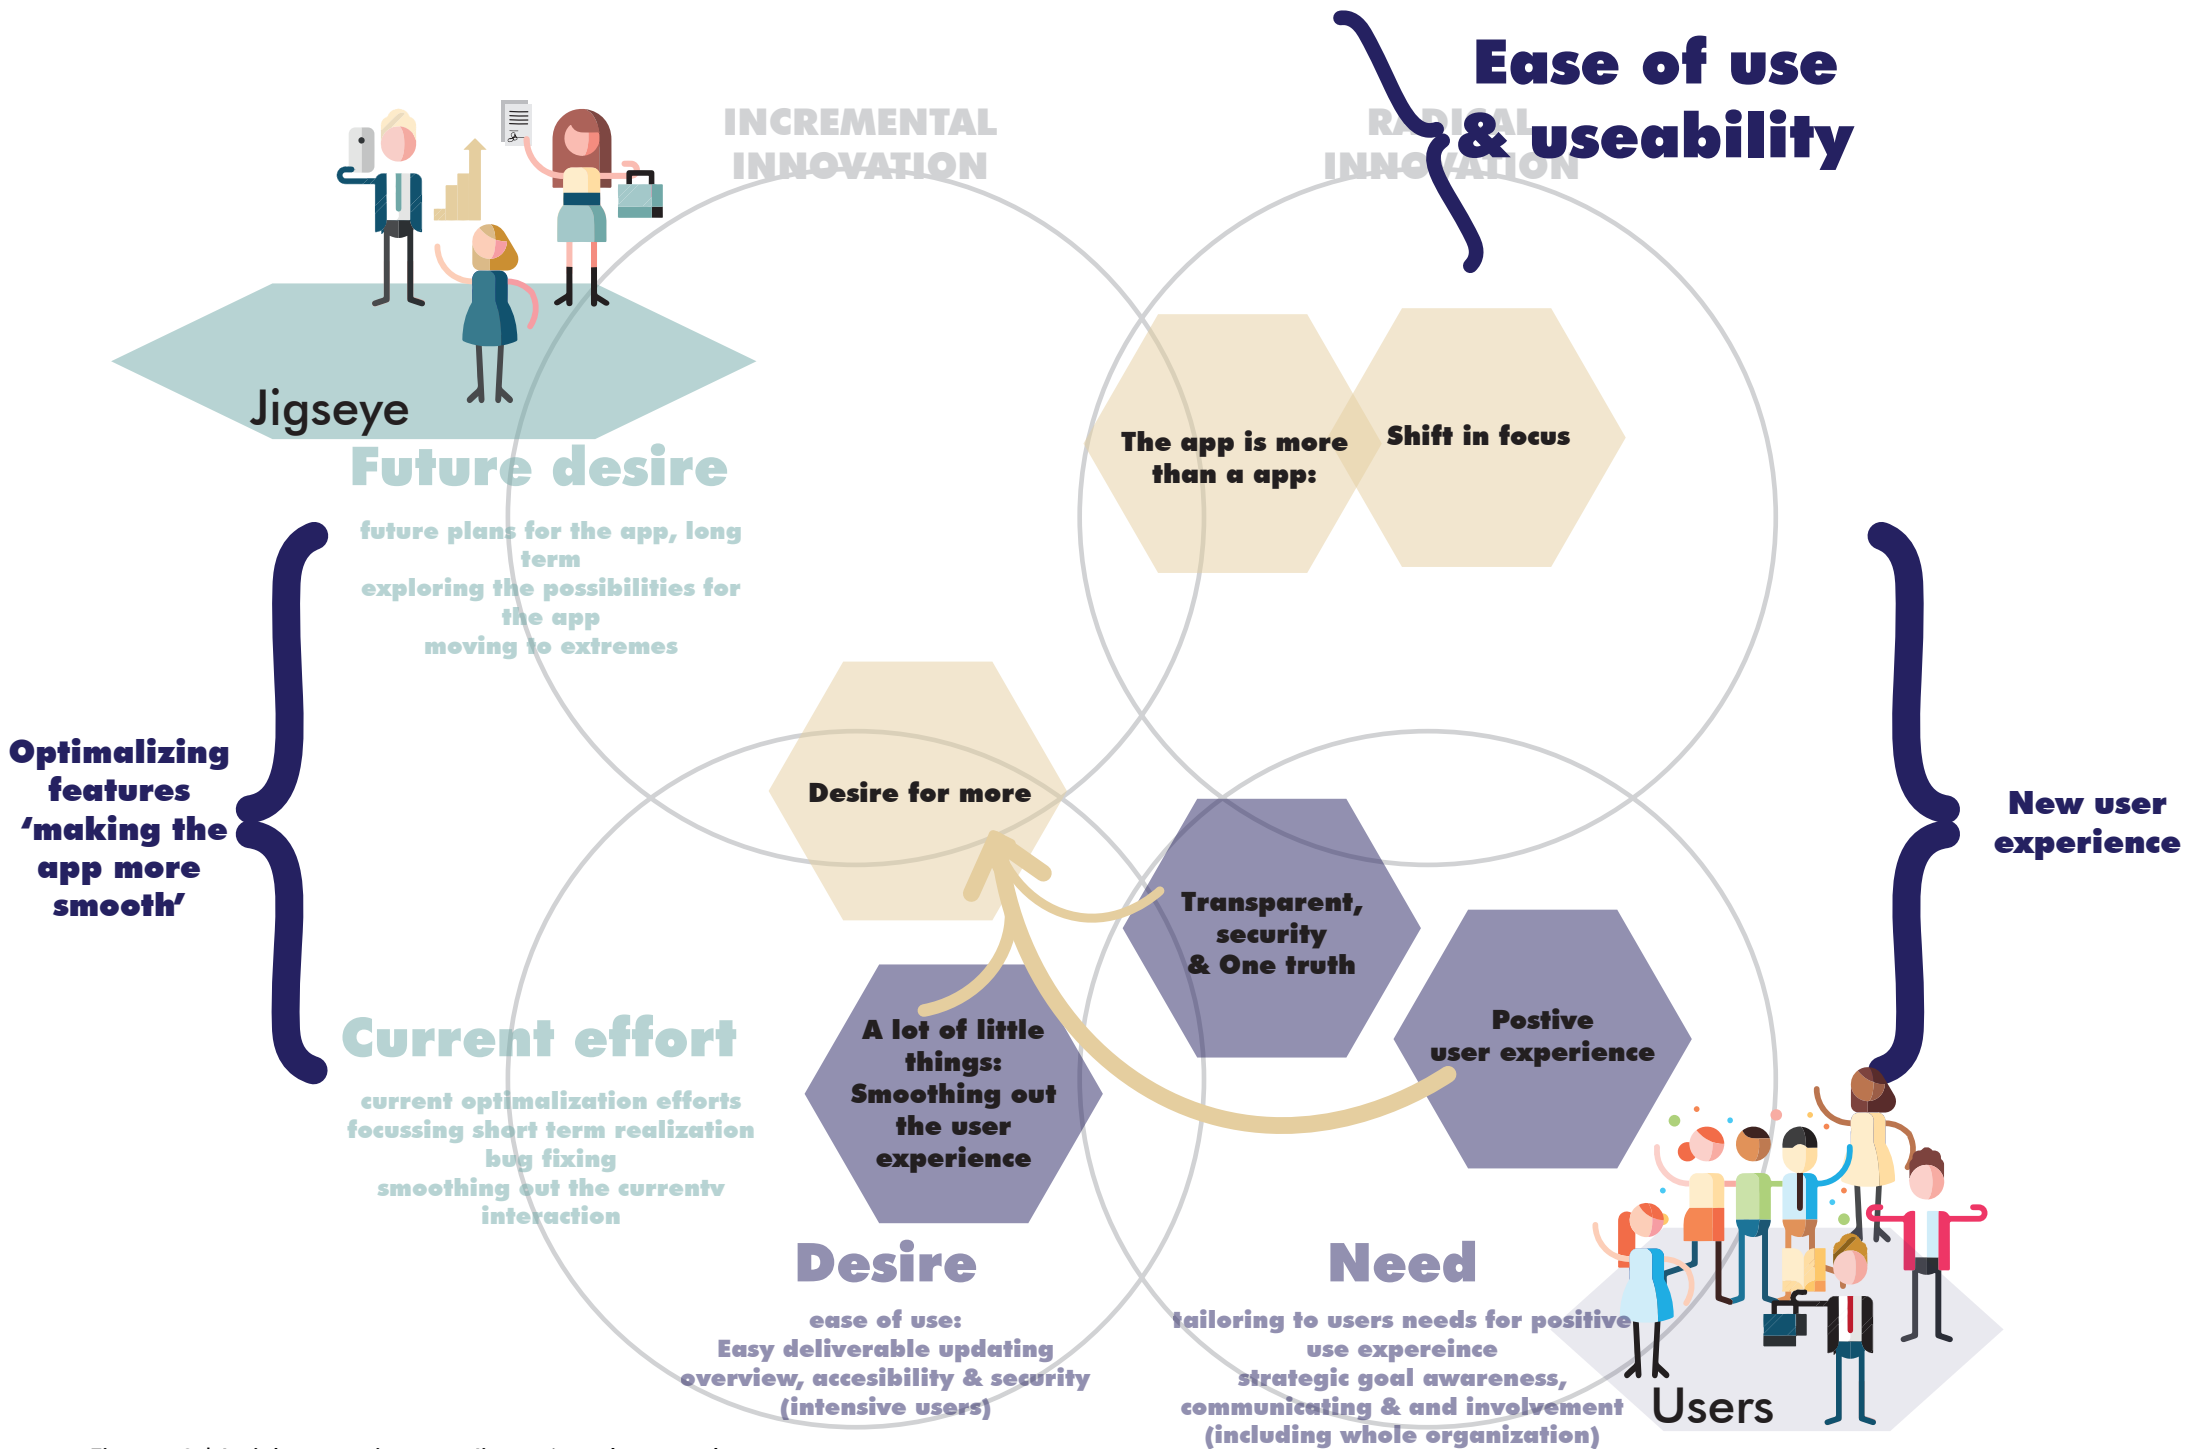 Ease of use
& useability
INCREMENTAL
INNOVATION
RADICAL
INNOVATION
Jigseye
Future desire
future plans for the app, long
term
exploring the possibilities for
the app
moving to extremes
The app is more
than a app:
Shift in focus
Optimalizing
features
‘making the
app more
smooth’
Desire for more
New user
experience
Transparent,
security
& One truth
Postive
user experience
A lot of little
things:
Smoothing out
the user
experience
Current effort
current optimalization efforts
focussing short term realization
bug fixing
smoothing out the currentv
interaction
Desire
ease of use:
Easy deliverable updating
overview, accesibility & security
(intensive users)
Need
tailoring to users needs for positive
use expereince
strategic goal awareness,
communicating & and involvement
(including whole organization)
Users